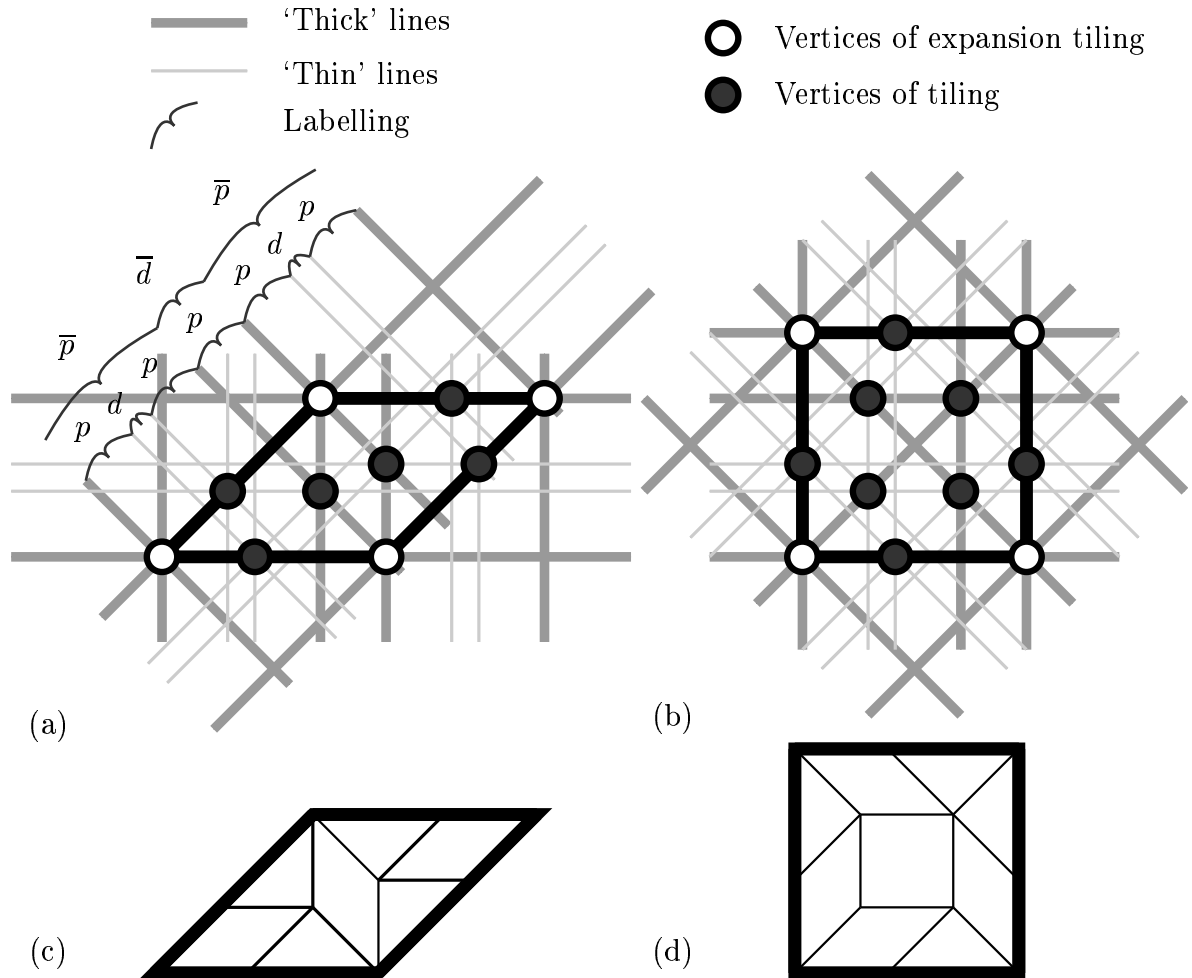 ‘Thick’ lines
‘Thin’ lines
Labelling
Vertices of expansion tiling
Vertices of tiling
p̅
p
d
d̅
p
p
p̅
p
d
p
(a)
(b)
(c)
(d)